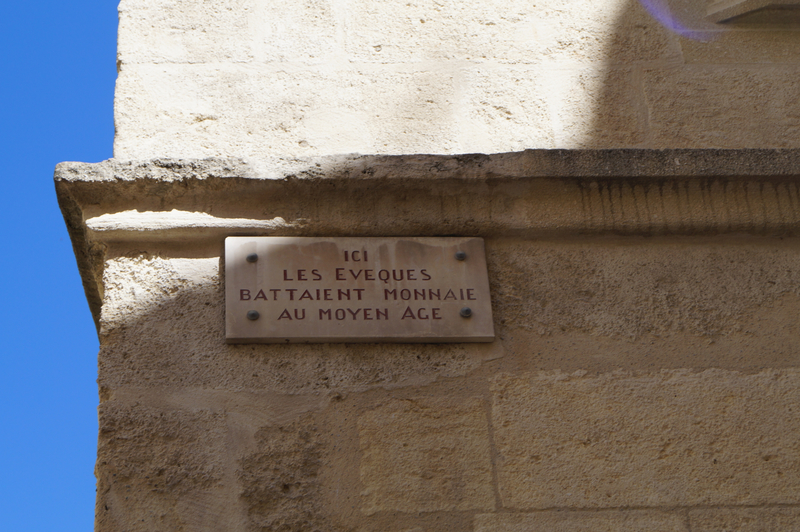 ICI
LES EVEQUES
BATTAIENT MONNAIE
AU MOYEN AGE